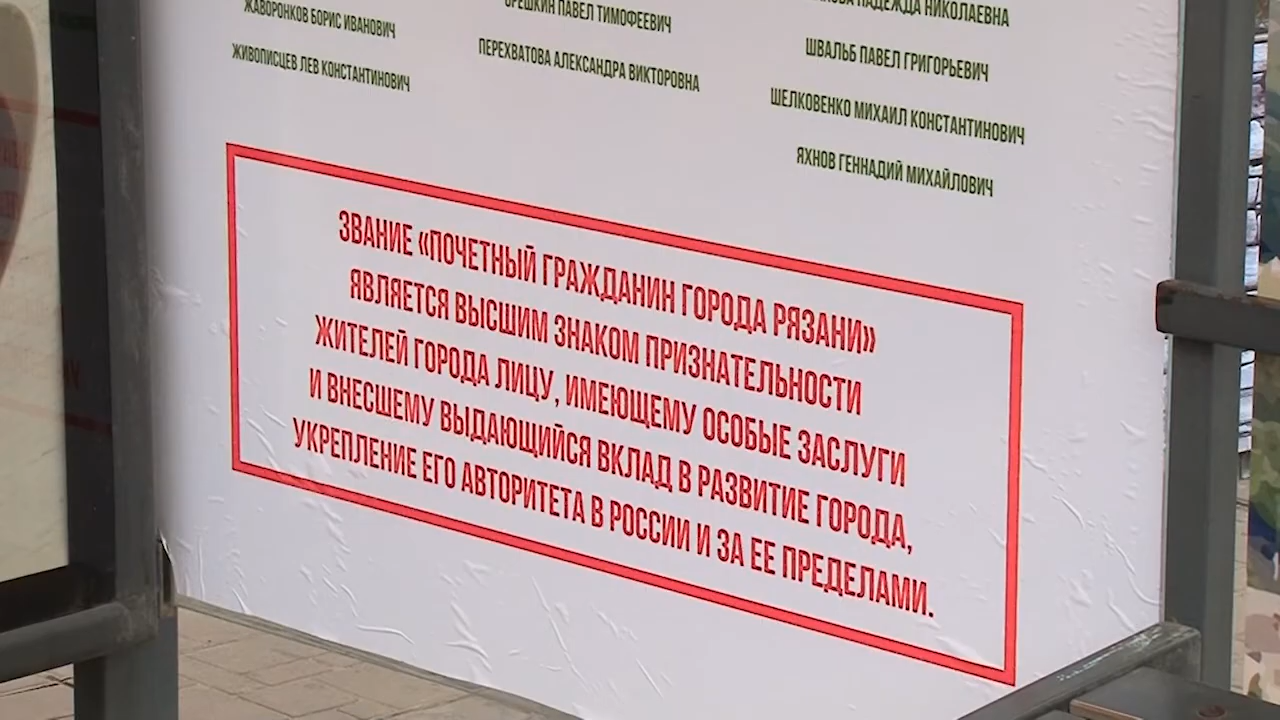 ЖАВОРОНКОВ БОРИС ИВАНОВИЧ
ЖИВОПИСЦЕВ ЛЕВ КОНСТАНТИНОВИЧ
ОРЕШКИН ПАВЕЛ ТИМОФЕЕВИЧ
ПЕРЕХВАТОВА АЛЕКСАНДРА ВИКТОРОВНА
НАДЕЖДА НИКОЛАЕВНА
ШВАЛЬБ ПАВЕЛ ГРИГОРЬЕВИЧ
ШЕЛКОВЕНКО МИХАИЛ КОНСТАНТИНОВИЧ
ЯХНОВ ГЕННАДИЙ МИХАЙЛОВИЧ
ЗВАНИЕ «ПОЧЕТНЫЙ ГРАЖДАНИН ГОРОДА РЯЗАНИ»
ЯВЛЯЕТСЯ ВЫСШИМ ЗНАКОМ ПРИЗНАТЕЛЬНОСТИ
ЖИТЕЛЕЙ ГОРОДА ЛИЦУ, ИМЕЮЩЕМУ ОСОБЫЕ ЗАСЛУГИ
И ВНЕСШЕМУ ВЫДАЮЩИЙСЯ ВКЛАД В РАЗВИТИЕ ГОРОДА,
УКРЕПЛЕНИЕ ЕГО АВТОРИТЕТА В РОССИИ И ЗА ЕЕ ПРЕДЕЛАМИ.